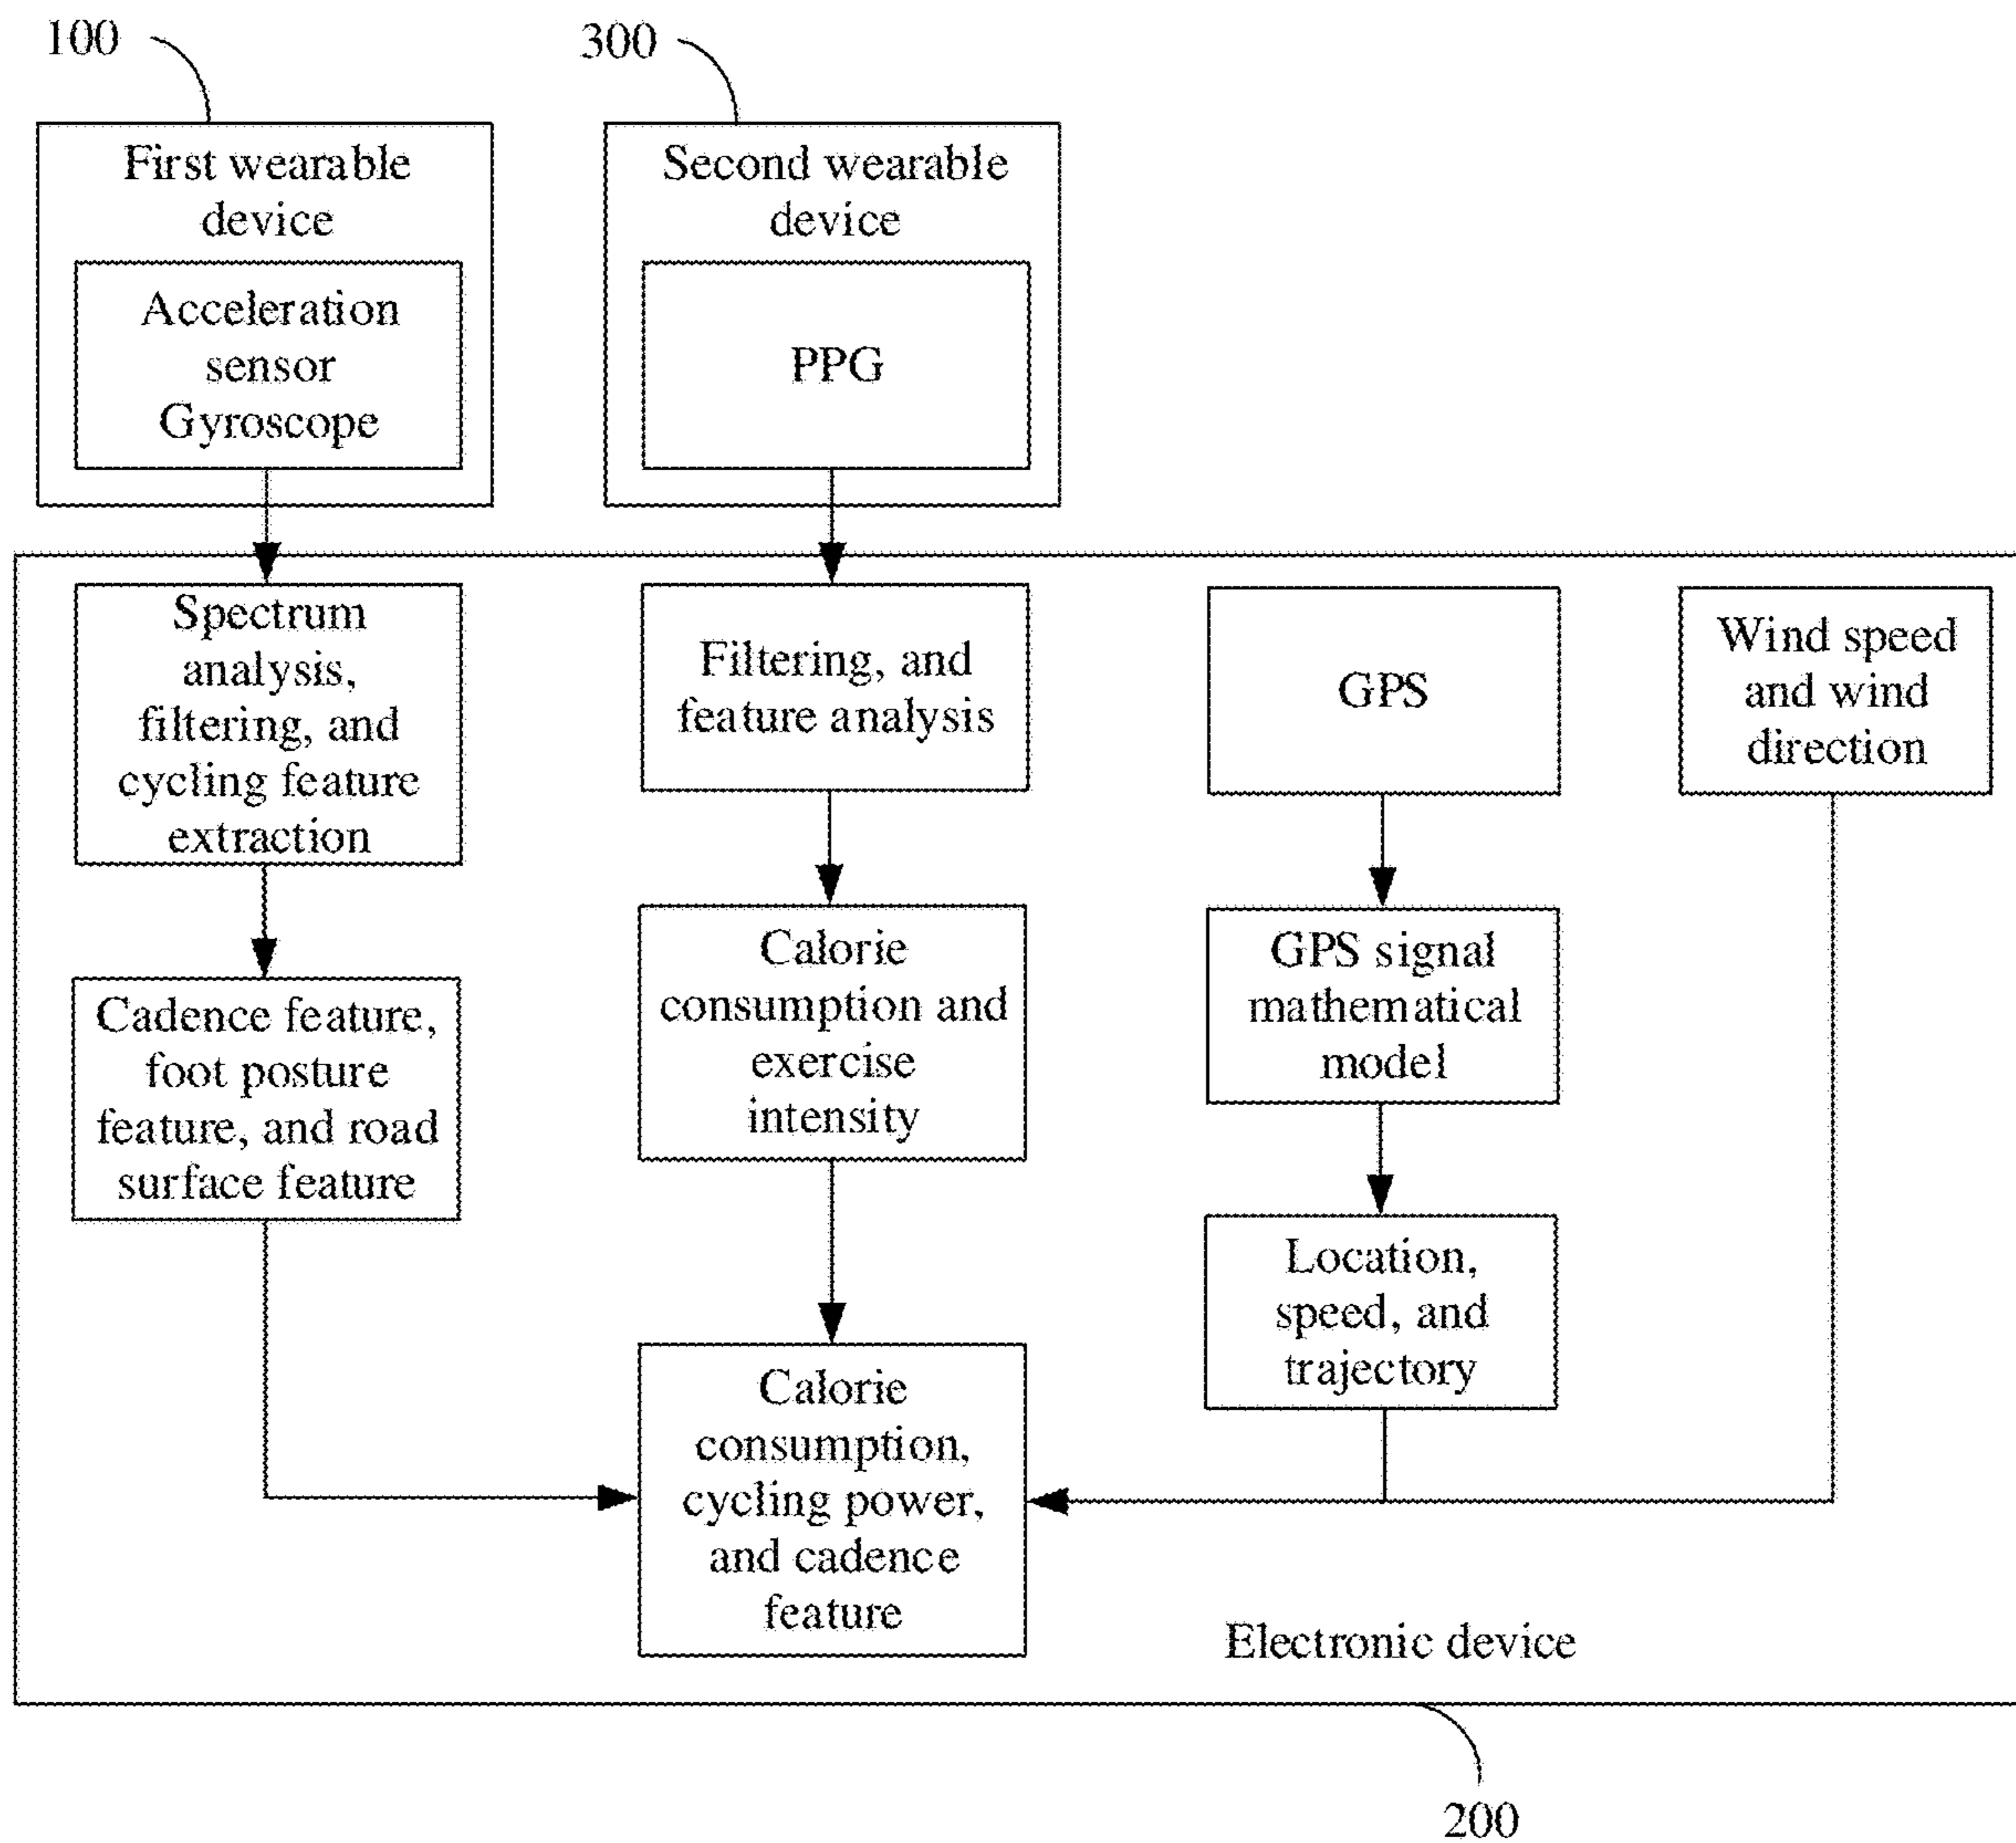 100
300
First wearable
device
Acceleration
sensor
Gyroscope
Second wearable
device
PPG
Spectrum
analysis,
filtering, and
cycling feature
extraction
Filtering, and
feature analysis
GPS
Wind speed
and wind
direction
Cadence feature,
foot posture
feature, and road
surface feature
Calorie
consumption and
exercise
intensity
GPS signal
mathematical
model
Location,
speed, and
trajectory
Calorie
consumption,
cycling power,
and cadence
feature
Electronic device
200